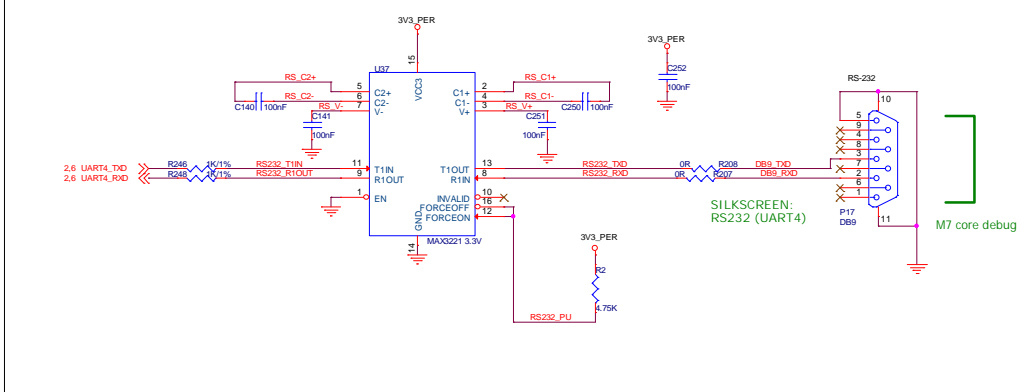 3V3_PER
3V3_PER
C252
100nF
RS-232
U37
15
VCC3
RS_C2+
RS_C2-
RS_V-
5
6
7
C2+
C2-
V-
C1+
C1-
V+
2
4
3
RS_C1+
RS_C1-
RS_V+
C140
100nF
C141
100nF
C250
100nF
C251
100nF
10
5
9
4
8
3
7
2
6
1
11
P17
DB9
2,6 UART4_TXD
2,6 UART4_RXD
R246
1K/1%
R248
1K/1%
RS232_T1IN
RS232_R1OUT
11
9
1
T1IN
R1OUT
EN
T1OUT
R1IN
13
8
RS232_TXD
RS232_RXD
0R
R208
0R
R207
DB9_TXD
DB9_RXD
INVALID
FORCEOFF
FORCEON
10
16
12
GND
14
MAX3221 3.3V
SILKSCREEN:
RS232 (UART4)
M7 core debug
3V3_PER
R2
4.75K
RS232_PU